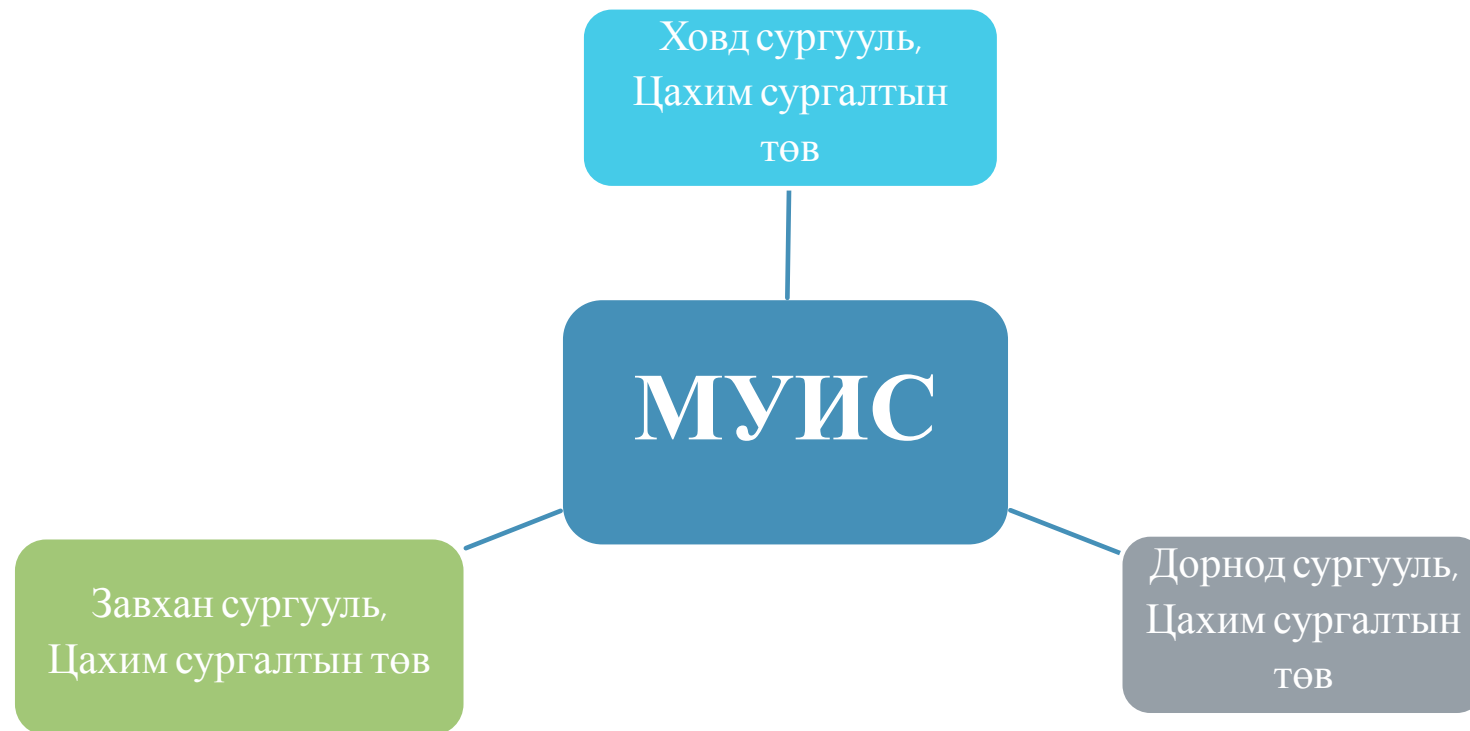 Ховд сургууль,
Цахим сургалтын
төв
МУИС
Завхан сургууль,
Цахим сургалтын төв
Дорнод сургууль,
Цахим сургалтын
төв